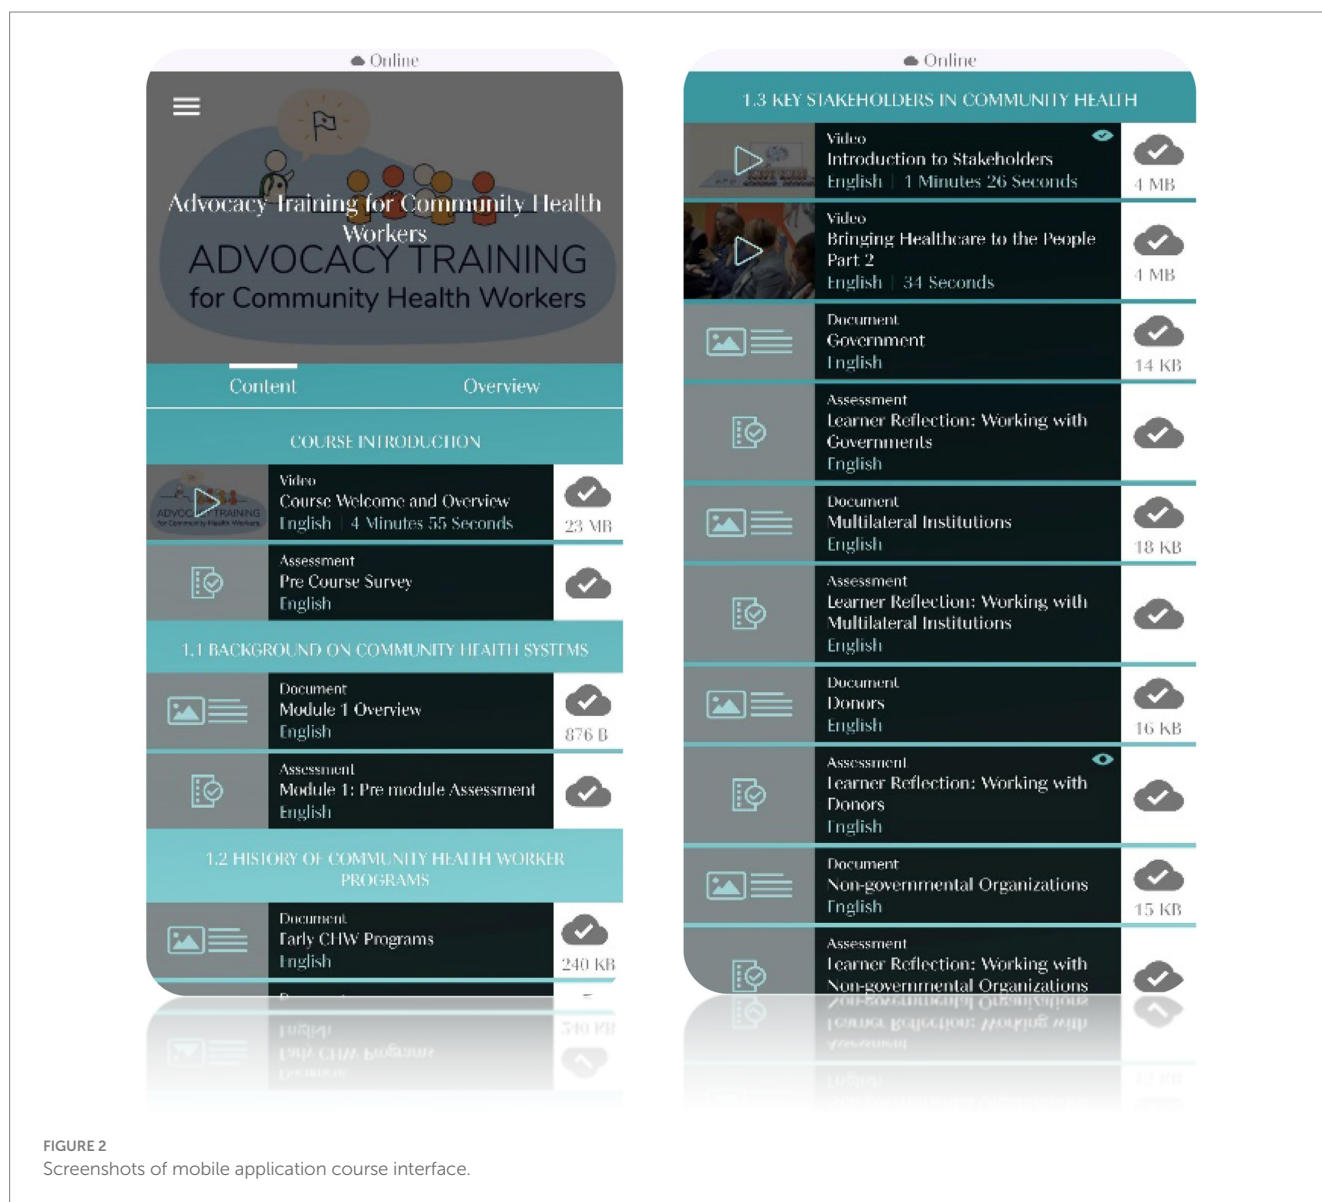 Online
Advocacy Training for Community Health
Workers
ADVOCACY TRAINING
for Community Health Workers
Content Overview
COURSE INTRODUCTION
ADVOCACY TRAINING
for Community Health Workers
Video
Course Welcome and Overview
English | 4 Minutes 55 Seconds
23 MB
Assessment
Pre Course Survey
English
1.1 BACKGROUND ON COMMUNITY HEALTH SYSTEMS
Document
Module 1 Overview
English
876 B
Assessment
Module 1: Pre module Assessment
English
1.2 HISTORY OF COMMUNITY HEALTH WORKER
PROGRAMS
Document
Early CHW Programs
English
240 KB
Online
1.3 KEY STAKEHOLDERS IN COMMUNITY HEALTH
Video
Introduction to Stakeholders
English | 1 Minutes 26 Seconds
4 MB
Video
Bringing Healthcare to the People
Part 2
English | 34 Seconds
4 MB
Document
Government
English
14 KB
Assessment
Learner Reflection: Working with
Governments
English
Document
Multilateral Institutions
English
18 KB
Assessment
Learner Reflection: Working with
Multilateral Institutions
English
Document
Donors
English
16 KB
Assessment
Learner Reflection: Working with
Donors
English
Document
Non-governmental Organizations
English
15 KB
Assessment
Learner Reflection: Working with
Non-governmental Organizations
FIGURE 2
Screenshots of mobile application course interface.